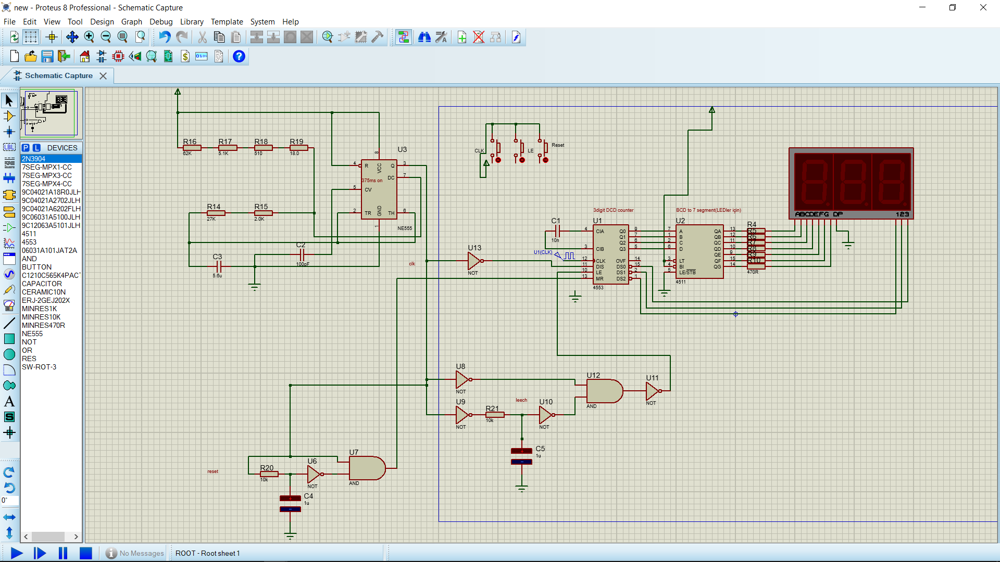 new - Proteus 8 Professional - Schematic Capture
File Edit View Tool Design Graph Debug Library Template System Help
Schematic Capture
P L DEVICES
2N3904
7SEG-MPX1-CC
7SEG-MPX3-CC
7SEG-MPX4-CC
9C04021A18R0JLH
9C04021A2702JLH
9C04021A6202FLH
9C06031A5100JLH
9C12063A5101JLH
4511
4553
06031A101JAT2A
AND
BUTTON
C1210C565K4PAC
CAPACITOR
CERAMIC10N
ERJ-2GEJ202X
MINRES1K
MINRES10K
MINRES470R
NE555
NOT
OR
RES
SW-ROT-3
LBL
A
S
0°
R16
62K
R17
5.1K
R18
510
R19
18.0
R14
27K
R15
2.0K
C3
5.6u
C2
100pF
U3
8
4 R
VCC
Q 3
DC 7
375ms on
5 CV
2 TR
GND
TH 6
1
NE555
clk
CLK
LE
Reset
C1
10n
U13
NOT
U1(CLK)
3digit DCD counter
U1
4 CIA
3 CIB
12 CLK
11 DIS
10 LE
13 MR
Q0 9
Q1 7
Q2 6
Q3 5
OVF 14
DS0 15
DS1 2
DS2 1
4553
BCD to 7 segment(LEDler için)
U2
7 A
1 B
2 C
6 D
3 LT
4 BI
5 LE/STB
QA 13
QB 12
QC 11
QD 10
QE 9
QF 15
QG 14
4511
R4
R5
R6
R7
R8
R9
R10
470R
ABCDEFG DP
123
U8
NOT
U9
NOT
R21
10k
leech
U10
NOT
U12
AND
U11
NOT
C5
1u
reset
R20
10k
U6
NOT
U7
AND
C4
1u
No Messages
ROOT - Root sheet 1